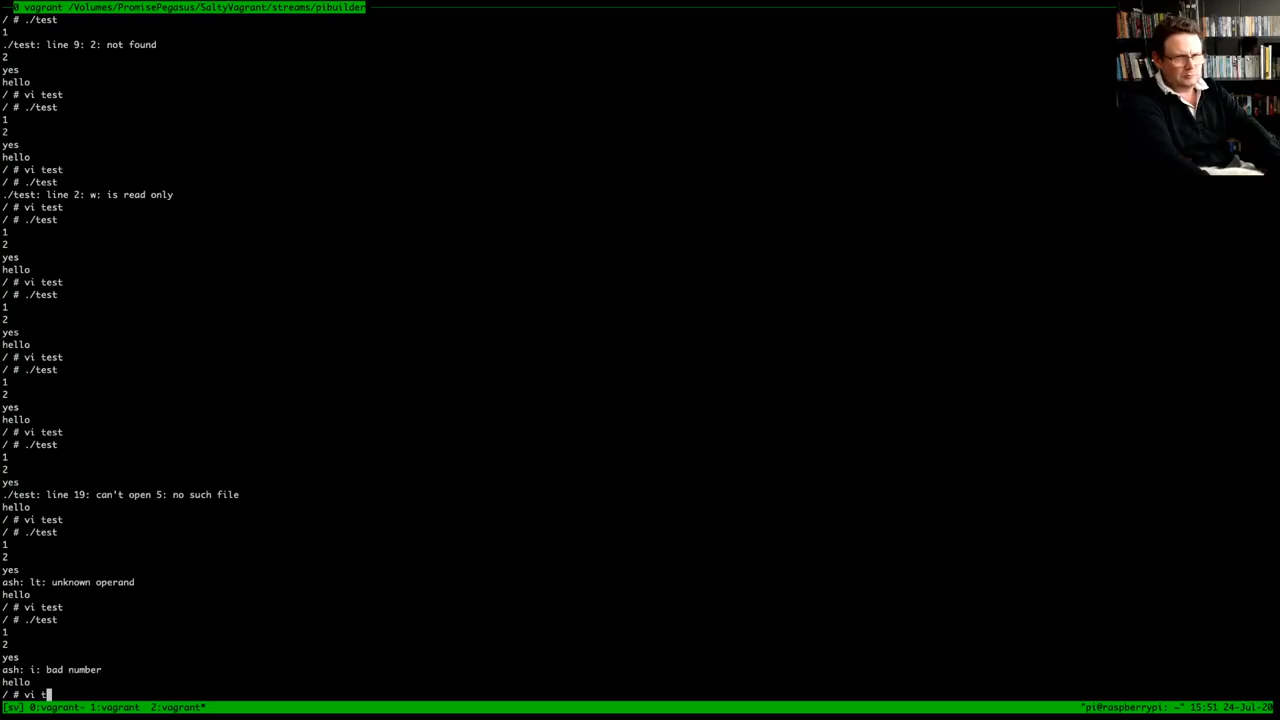 0 vagrant /Volumes/PromisePegasus/SaltyVagrant/streams/pibuilder
/ # ./test
1
./test: line 9: 2: not found
2
yes
hello
/ # vi test
/ # ./test
1
2
yes
hello
/ # vi test
/ # ./test
./test: line 2: w: is read only
/ # vi test
/ # ./test
1
2
yes
hello
/ # vi test
/ # ./test
1
2
yes
hello
/ # vi test
/ # ./test
1
2
yes
hello
/ # vi test
/ # ./test
1
2
yes
./test: line 19: can't open 5: no such file
hello
/ # vi test
/ # ./test
1
2
yes
ash: lt: unknown operand
hello
/ # vi test
/ # ./test
1
2
yes
ash: i: bad number
hello
/ # vi t
[sv] 0:vagrant- 1:vagrant 2:vagrant* "pi@raspberrypi: ~" 15:51 24-Jul-20